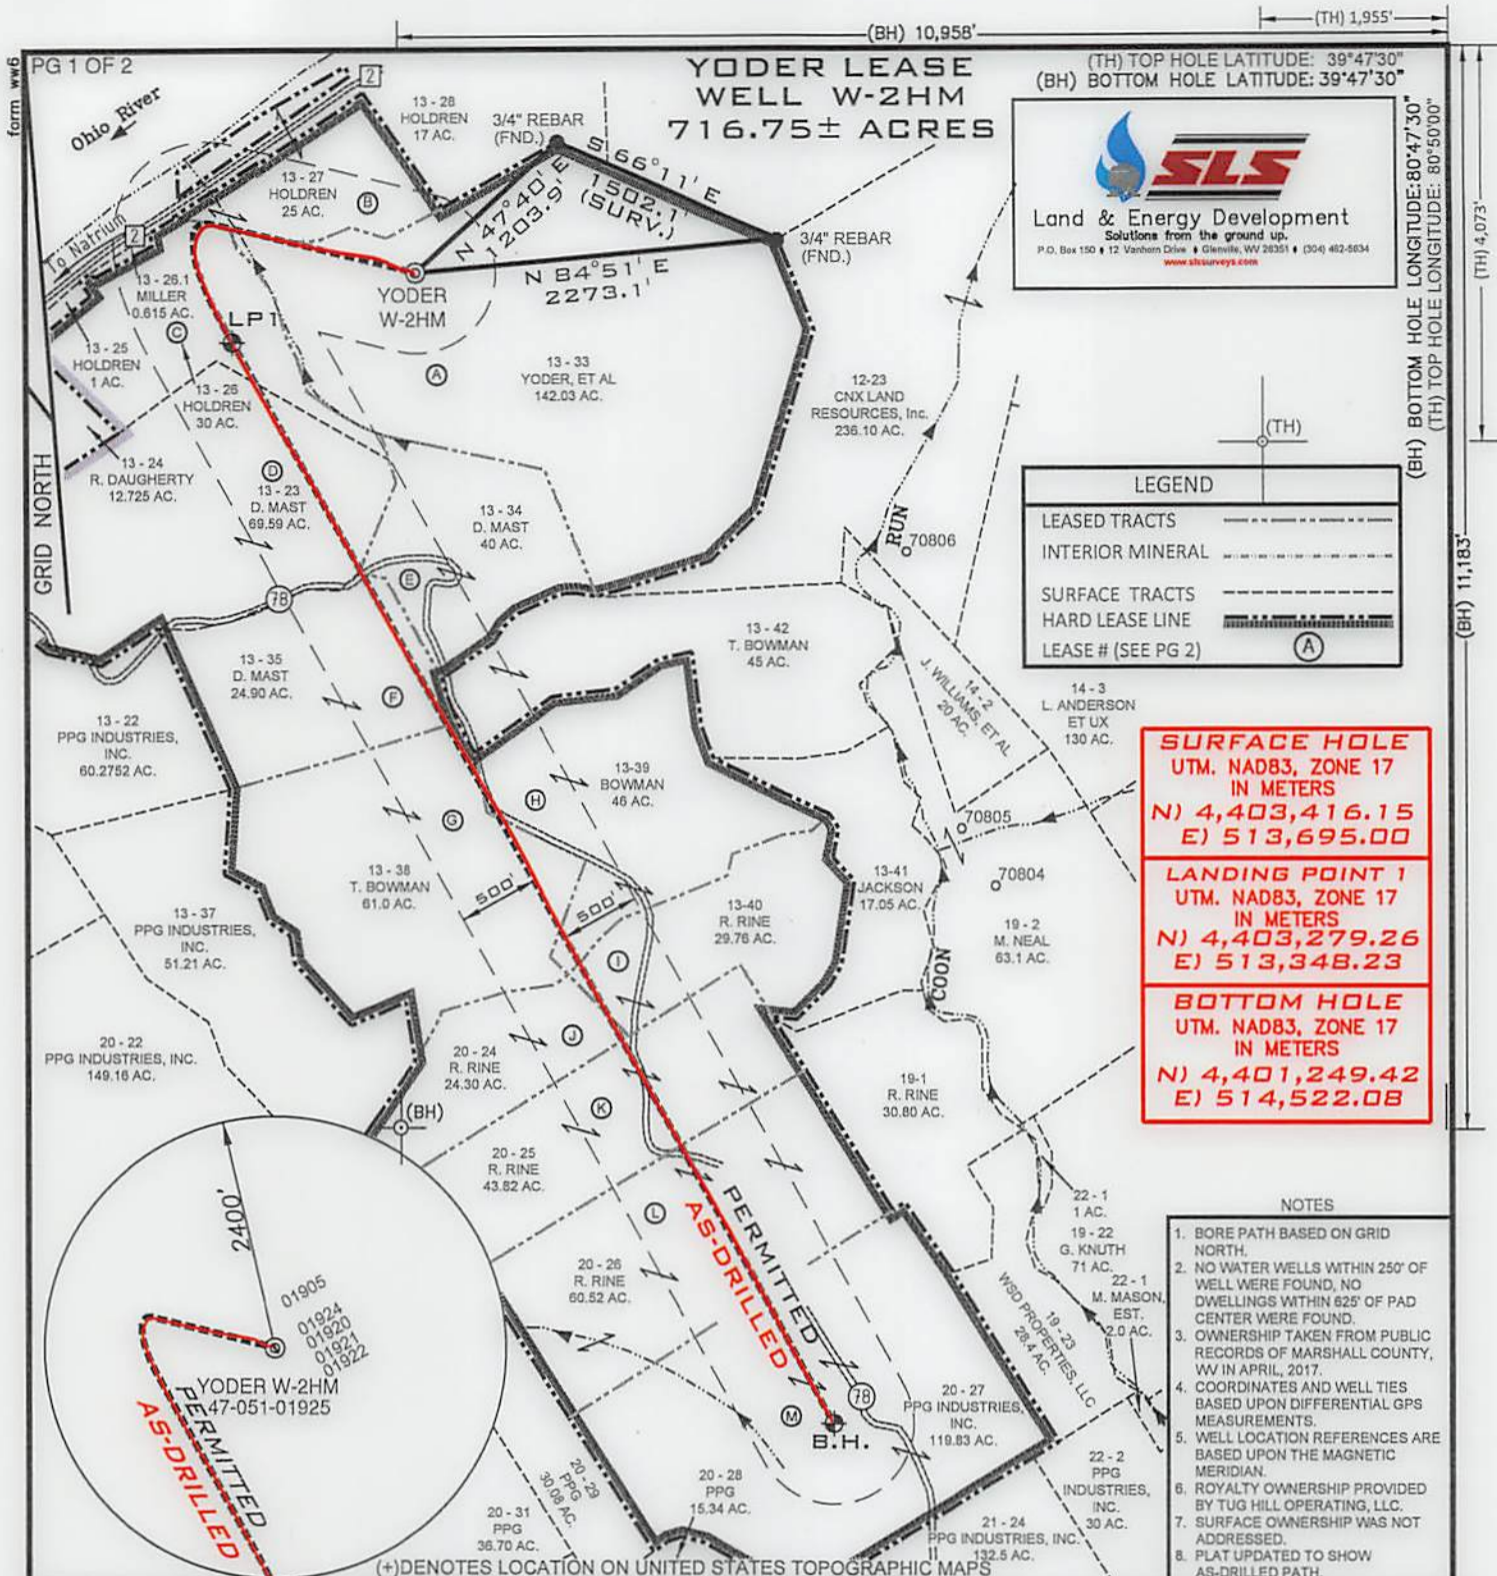 (TH) 1,955'
(BH) 10,958'
form ww6
PG 1 OF 2
YODER LEASE
WELL W-2HM
716.75± ACRES
(TH) TOP HOLE LATITUDE: 39°47'30"
(BH) BOTTOM HOLE LATITUDE: 39°47'30"
(BH) BOTTOM HOLE LONGITUDE: 80°47'30"
(TH) TOP HOLE LONGITUDE: 80°50'00"
(TH) 4,073'
(BH) 11,183'
SLS
Land & Energy Development
Solutions from the ground up.
P.O. Box 150 12 Vanhorn Drive Glenville, WV 26351 (304) 462-5634
www.slssurveys.com
Ohio River
2
To Natrium
2
13 - 28
HOLDREN
17 AC.
3/4" REBAR
(FND.)
S 66°11' E
1502.1'
(SURV.)
N 47°40' E
1203.9'
3/4" REBAR
(FND.)
N 84°51' E
2273.1'
13 - 27
HOLDREN
25 AC.
B
YODER
W-2HM
13 - 26.1
MILLER
0.615 AC.
C
LP1
13 - 25
HOLDREN
1 AC.
13 - 26
HOLDREN
30 AC.
A
13 - 33
YODER, ET AL
142.03 AC.
12-23
CNX LAND
RESOURCES, Inc.
236.10 AC.
(TH)
13 - 24
R. DAUGHERTY
12.725 AC.
D
13 - 23
D. MAST
69.59 AC.
13 - 34
D. MAST
40 AC.
GRID NORTH
RUN
70806
LEGEND
LEASED TRACTS
INTERIOR MINERAL
SURFACE TRACTS
HARD LEASE LINE
LEASE # (SEE PG 2)
A
E
78
13 - 42
T. BOWMAN
45 AC.
13 - 35
D. MAST
24.90 AC.
F
J. WILLIAMS, ET AL
14 - 2
20 AC.
14 - 3
L. ANDERSON
ET UX
130 AC.
13 - 22
PPG INDUSTRIES,
INC.
60.2752 AC.
13-39
BOWMAN
46 AC.
H
G
SURFACE HOLE
UTM. NAD83, ZONE 17
IN METERS
N) 4,403,416.15
E) 513,695.00
LANDING POINT 1
UTM. NAD83, ZONE 17
IN METERS
N) 4,403,279.26
E) 513,348.23
BOTTOM HOLE
UTM. NAD83, ZONE 17
IN METERS
N) 4,401,249.42
E) 514,522.08
70805
70804
13 - 38
T. BOWMAN
61.0 AC.
500'
500'
13-41
JACKSON
17.05 AC.
13-40
R. RINE
29.76 AC.
19 - 2
M. NEAL
63.1 AC.
13 - 37
PPG INDUSTRIES,
INC.
51.21 AC.
I
COON
J
20 - 22
PPG INDUSTRIES, INC.
149.16 AC.
20 - 24
R. RINE
24.30 AC.
19-1
R. RINE
30.80 AC.
K
(BH)
20 - 25
R. RINE
43.82 AC.
L
PERMITTED
AS-DRILLED
22 - 1
1 AC.
19 - 22
G. KNUTH
71 AC.
22 - 1
M. MASON,
EST.
2.0 AC.
20 - 26
R. RINE
60.52 AC.
19 - 23
WSD PROPERTIES, LLC
28.4 AC.
2400'
01905
01924
01920
01921
01922
YODER W-2HM
47-051-01925
PERMITTED
AS-DRILLED
78
M
B.H.
20 - 27
PPG INDUSTRIES,
INC.
119.83 AC.
20 - 29
PPG
30.08 AC.
20 - 28
PPG
15.34 AC.
20 - 31
PPG
36.70 AC.
22 - 2
PPG
INDUSTRIES,
INC.
30 AC.
21 - 24
PPG INDUSTRIES, INC.
132.5 AC.
(+)DENOTES LOCATION ON UNITED STATES TOPOGRAPHIC MAPS
NOTES
1. BORE PATH BASED ON GRID
NORTH.
2. NO WATER WELLS WITHIN 250' OF
WELL WERE FOUND, NO
DWELLINGS WITHIN 625' OF PAD
CENTER WERE FOUND.
3. OWNERSHIP TAKEN FROM PUBLIC
RECORDS OF MARSHALL COUNTY,
WV IN APRIL, 2017.
4. COORDINATES AND WELL TIES
BASED UPON DIFFERENTIAL GPS
MEASUREMENTS.
5. WELL LOCATION REFERENCES ARE
BASED UPON THE MAGNETIC
MERIDIAN.
6. ROYALTY OWNERSHIP PROVIDED
BY TUG HILL OPERATING, LLC.
7. SURFACE OWNERSHIP WAS NOT
ADDRESSED.
8. PLAT UPDATED TO SHOW
AS-DRILLED PATH.